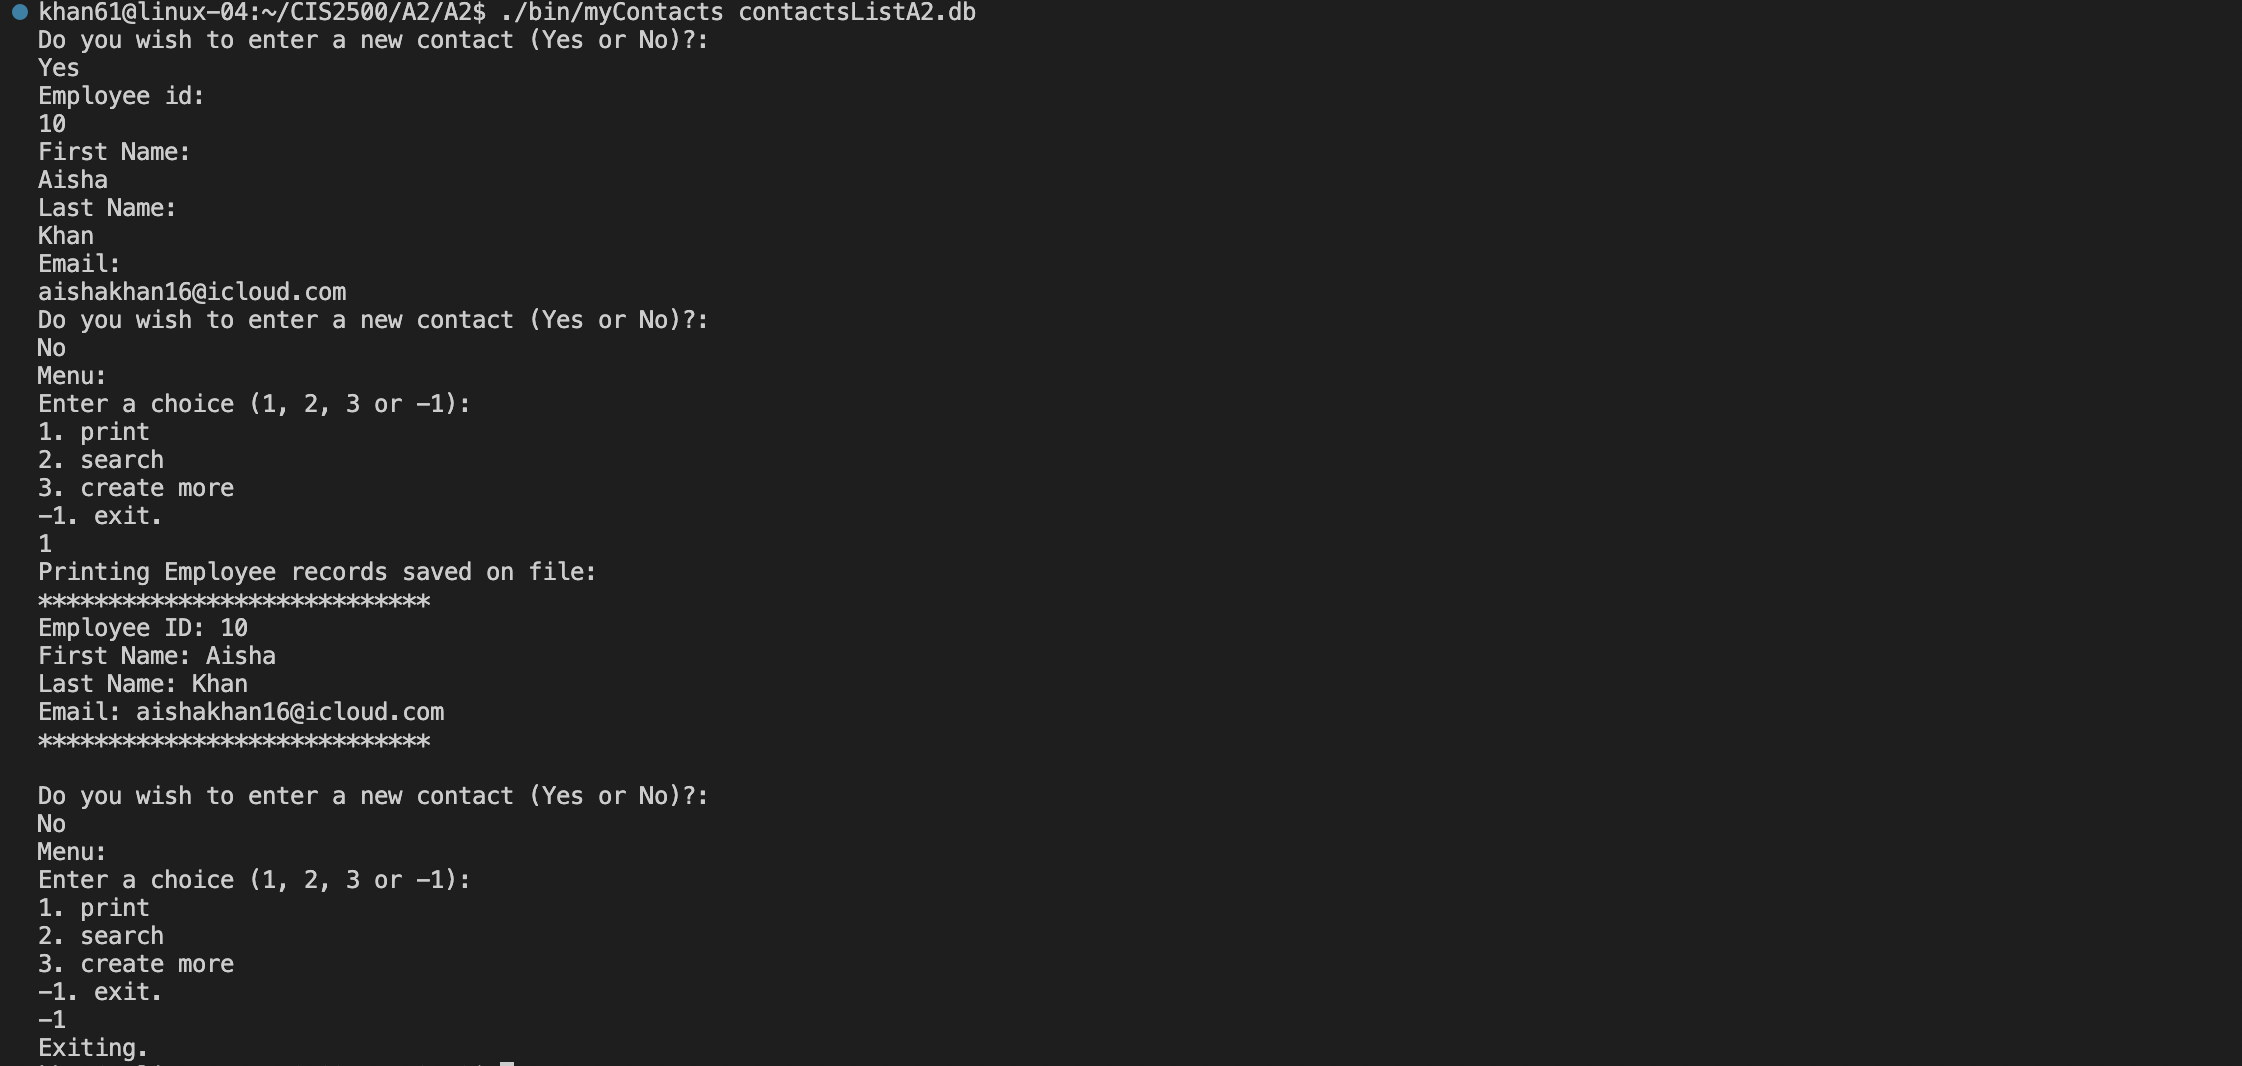 khan61@linux-04:~/CIS2500/A2/A2$ ./bin/myContacts contactsListA2.db
Do you wish to enter a new contact (Yes or No)?:
Yes
Employee id:
10
First Name:
Aisha
Last Name:
Khan
Email:
aishakhan16@icloud.com
Do you wish to enter a new contact (Yes or No)?:
No
Menu:
Enter a choice (1, 2, 3 or -1):
1. print
2. search
3. create more
-1. exit.
1
Printing Employee records saved on file:
****************************
Employee ID: 10
First Name: Aisha
Last Name: Khan
Email: aishakhan16@icloud.com
****************************
Do you wish to enter a new contact (Yes or No)?:
No
Menu:
Enter a choice (1, 2, 3 or -1):
1. print
2. search
3. create more
-1. exit.
-1
Exiting.